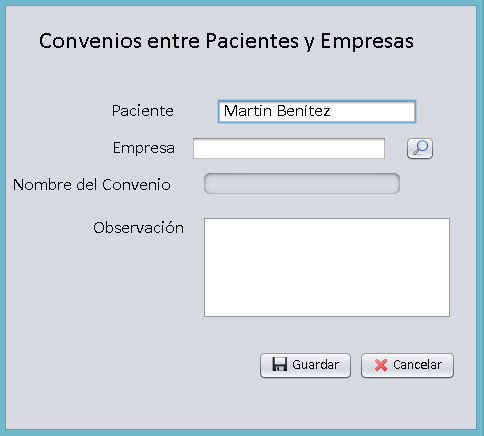 Convenios entre Pacientes y Empresas
Paciente Martin Benítez
Empresa
Nombre del Convenio
Observación
Guardar Cancelar